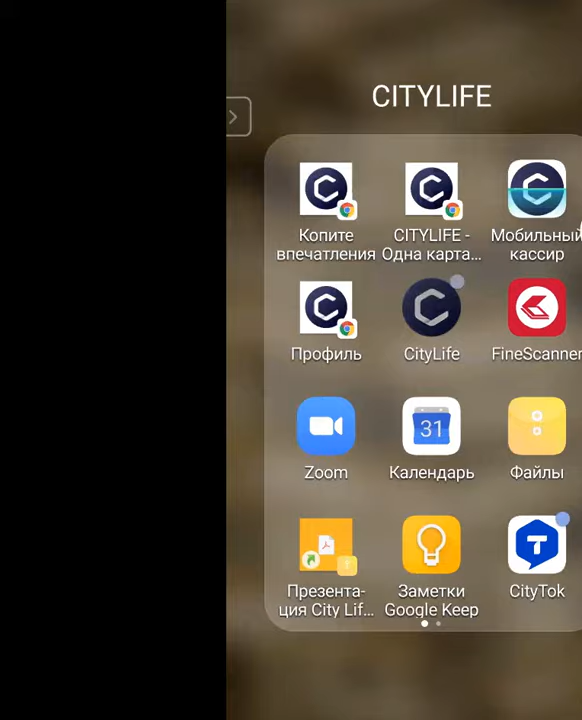 CITYLIFE
Копите
впечатления
CITYLIFE -
Одна карта...
Мобильный
кассир
Профиль
CityLife
FineScanner
Zoom
31
Календарь
Файлы
Презента-
ция City Lif...
Заметки
Google Keep
CityTok